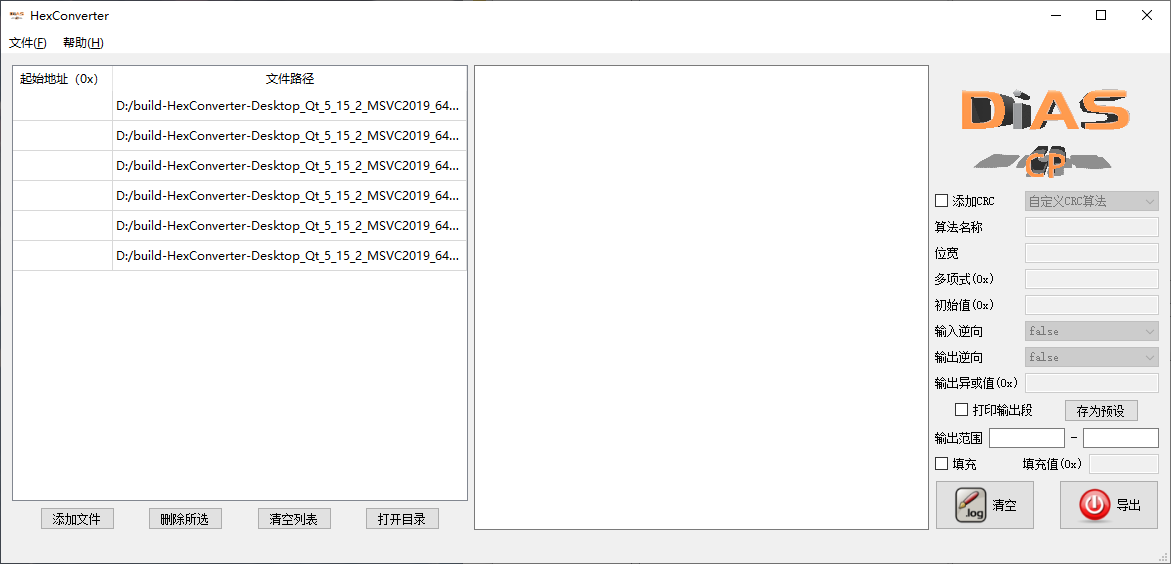 HexConverter
文件(F) 帮助(H)
起始地址（0x） 文件路径
D:/build-HexConverter-Desktop_Qt_5_15_2_MSVC2019_64...
D:/build-HexConverter-Desktop_Qt_5_15_2_MSVC2019_64...
D:/build-HexConverter-Desktop_Qt_5_15_2_MSVC2019_64...
D:/build-HexConverter-Desktop_Qt_5_15_2_MSVC2019_64...
D:/build-HexConverter-Desktop_Qt_5_15_2_MSVC2019_64...
D:/build-HexConverter-Desktop_Qt_5_15_2_MSVC2019_64...
添加文件 删除所选 清空列表 打开目录
DiAS
CP
添加CRC 自定义CRC算法
算法名称
位宽
多项式(0x)
初始值(0x)
输入逆向 false
输出逆向 false
输出异或值(0x)
打印输出段 存为预设
输出范围 -
填充 填充值(0x)
.log 清空 导出